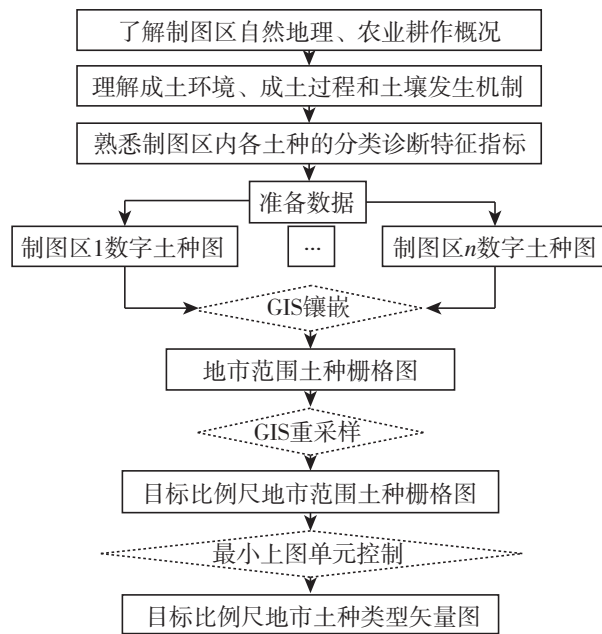 了解制图区自然地理、农业耕作概况
理解成土环境、成土过程和土壤发生机制
熟悉制图区内各土种的分类诊断特征指标
准备数据
制图区1数字土种图
...
制图区n数字土种图
GIS镶嵌
地市范围土种栅格图
GIS重采样
目标比例尺地市范围土种栅格图
最小上图单元控制
目标比例尺地市土种类型矢量图